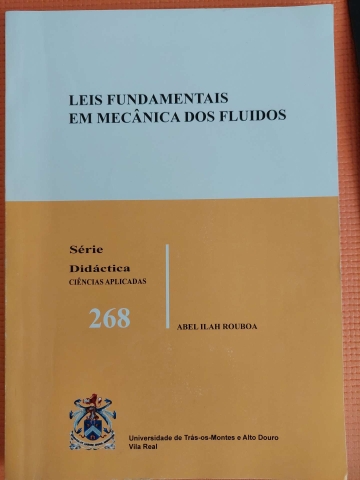 LEIS FUNDAMENTAIS
EM MECÂNICA DOS FLUIDOS
Série
Didáctica
CIÊNCIAS APLICADAS
268
ABEL ILAH ROUBOA
Universidade de Trás-os-Montes e Alto Douro
Vila Real